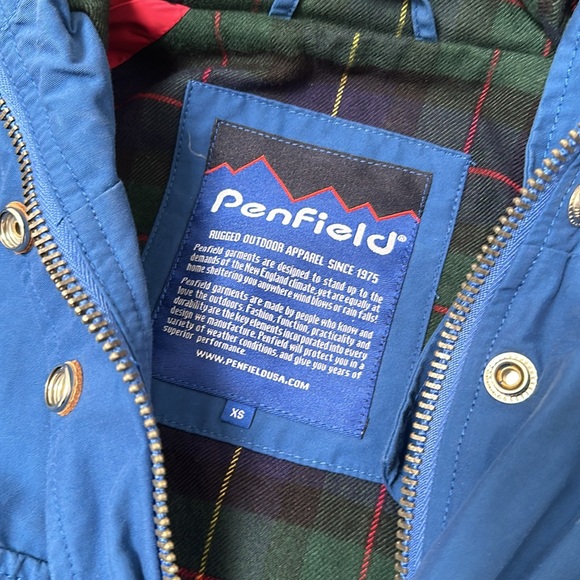 Penfield®
RUGGED OUTDOOR APPAREL SINCE 1975
Penfield garments are designed to stand up to the
demands of the New England climate, yet are equally at
home sheltering you anywhere wind blows or rain falls!
Penfield garments are made by people who know and
love the outdoors. Fashion, function, practicality and
durability are the key elements incorporated into every
design we manufacture. Penfield will protect you in a
variety of weather conditions, and give you years of
superior performance.
WWW.PENFIELDUSA.COM
XS